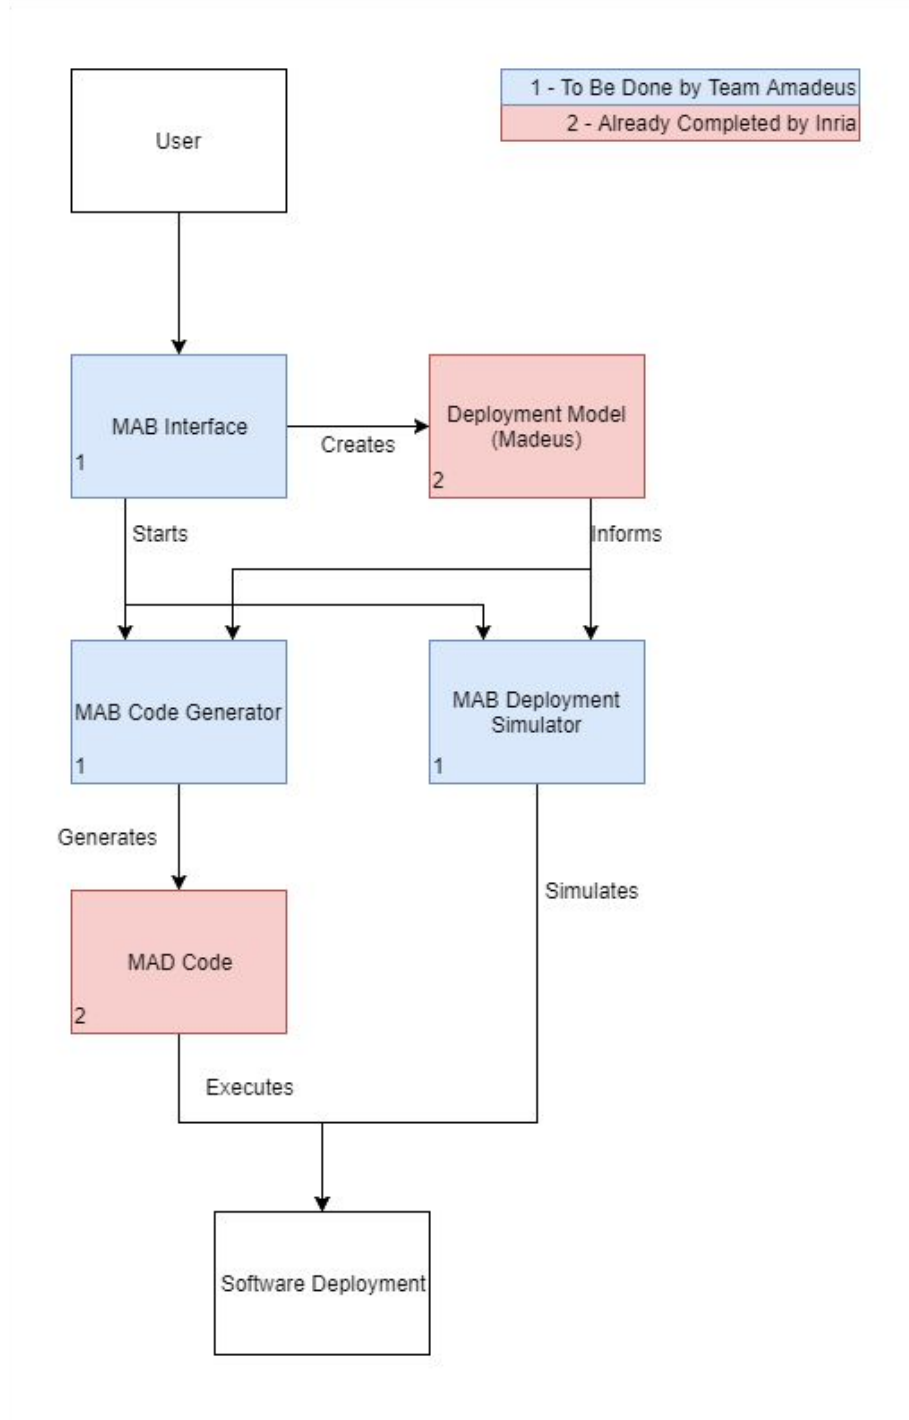 1 - To Be Done by Team Amadeus
2 - Already Completed by Inria
User
MAB Interface
1
Creates
Deployment Model
(Madeus)
2
Starts
Informs
MAB Code Generator
1
MAB Deployment
Simulator
1
Generates
Simulates
MAD Code
2
Executes
Software Deployment